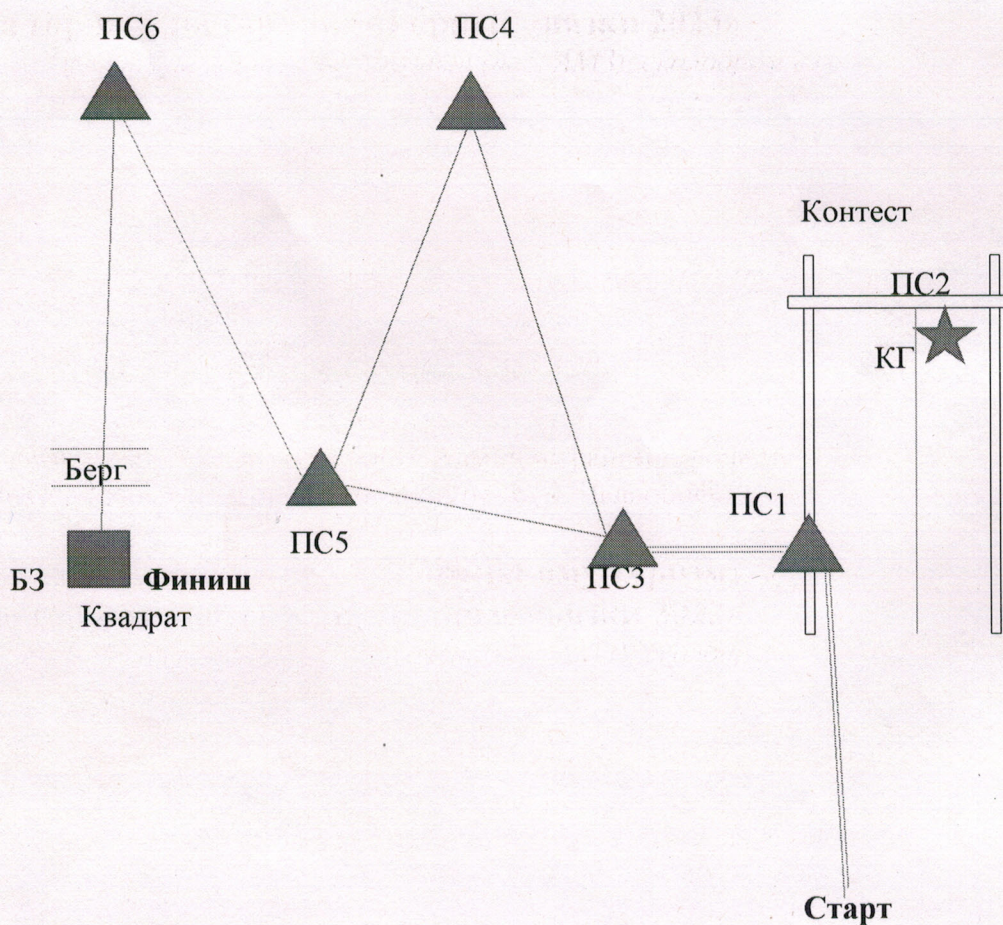 ПС6
ПС4
Контест
ПС2
КГ
Берг
ПС1
ПС5
ПС3
БЗ
Финиш
Квадрат
Старт